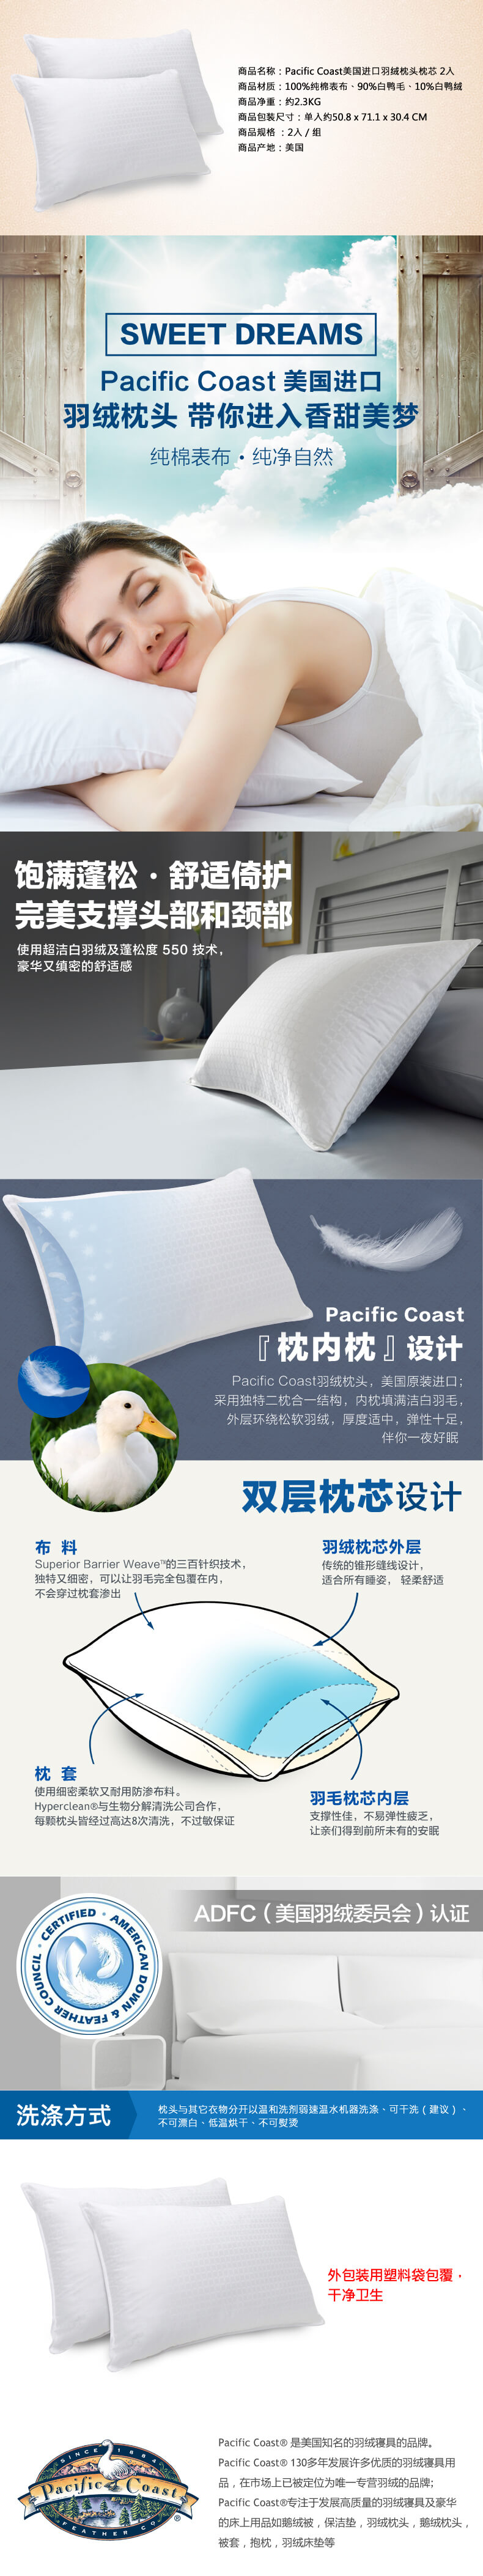 商品名称：Pacific Coast美国进口羽绒枕头枕芯 2入
商品材质：100%纯棉表布、90%白鸭毛、10%白鸭绒
商品净重：约2.3KG
商品包装尺寸：单入约50.8 x 71.1 x 30.4 CM
商品规格 ：2入 / 组
商品产地：美国
SWEET DREAMS
Pacific Coast 美国进口
羽绒枕头 带你进入香甜美梦
纯棉表布·纯净自然
饱满蓬松·舒适倚护
完美支撑头部和颈部
使用超洁白羽绒及蓬松度 550 技术，
豪华又缜密的舒适感
Pacific Coast
『枕内枕』设计
Pacific Coast羽绒枕头，美国原装进口；
采用独特二枕合一结构，内枕填满洁白羽毛，
外层环绕松软羽绒，厚度适中，弹性十足，
伴你一夜好眠
双层枕芯设计
布 料
Superior Barrier Weave™的三百针织技术，
独特又细密，可以让羽毛完全包覆在内，
不会穿过枕套渗出
羽绒枕芯外层
传统的锥形缝线设计，
适合所有睡姿， 轻柔舒适
枕 套
使用细密柔软又耐用防渗布料。
Hyperclean®与生物分解清洗公司合作，
每颗枕头皆经过高达8次清洗，不过敏保证
羽毛枕芯内层
支撑性佳，不易弹性疲乏，
让亲们得到前所未有的安眠
ADFC（美国羽绒委员会）认证
CERTIFIED · AMERICAN DOWN & FEATHER COUNCIL ·
洗涤方式
枕头与其它衣物分开以温和洗剂弱速温水机器洗涤、可干洗（建议）、
不可漂白、低温烘干、不可熨烫
外包装用塑料袋包覆，
干净卫生
SINCE 1884
Pacific Coast®
FEATHER CO.
Pacific Coast® 是美国知名的羽绒寝具的品牌。
Pacific Coast® 130多年发展许多优质的羽绒寝具用
品，在市场上已被定位为唯一专营羽绒的品牌；
Pacific Coast®专注于发展高质量的羽绒寝具及豪华
的床上用品如鹅绒被，保洁垫，羽绒枕头，鹅绒枕头，
被套，抱枕，羽绒床垫等